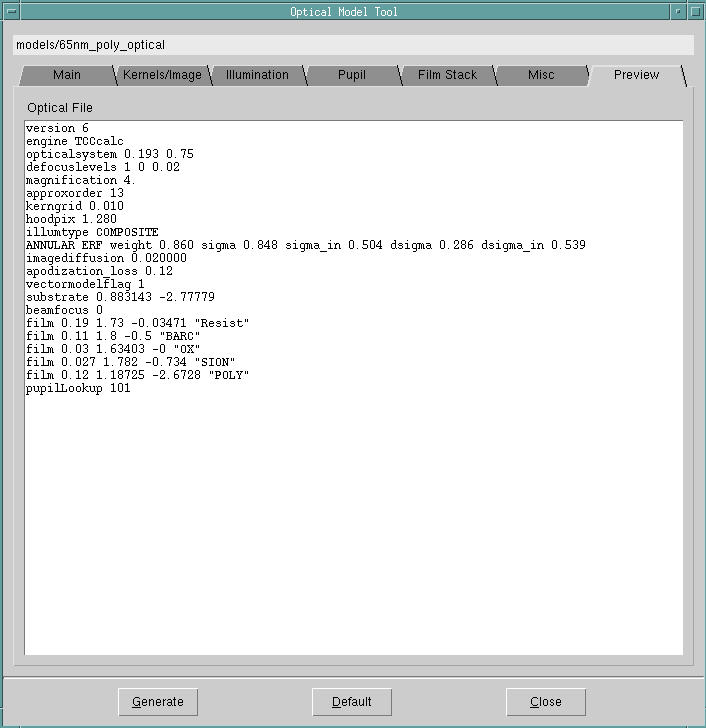 Optical Model Tool
models/65nm_poly_optical
Main Kernels/Image Illumination Pupil Film Stack Misc Preview
Optical File
version 6
engine TCCcalc
opticalsystem 0.193 0.75
defocuslevels 1 0 0.02
magnification 4.
approxorder 13
kerngrid 0.010
hoodpix 1.280
illumtype COMPOSITE
ANNULAR ERF weight 0.860 sigma 0.848 sigma_in 0.504 dsigma 0.286 dsigma_in 0.539
imagediffusion 0.020000
apodization_loss 0.12
vectormodelflag 1
substrate 0.883143 -2.77779
beamfocus 0
film 0.19 1.73 -0.03471 "Resist"
film 0.11 1.8 -0.5 "BARC"
film 0.03 1.63403 -0 "OX"
film 0.027 1.782 -0.734 "SION"
film 0.12 1.18725 -2.6728 "POLY"
pupilLookup 101
Generate Default Close